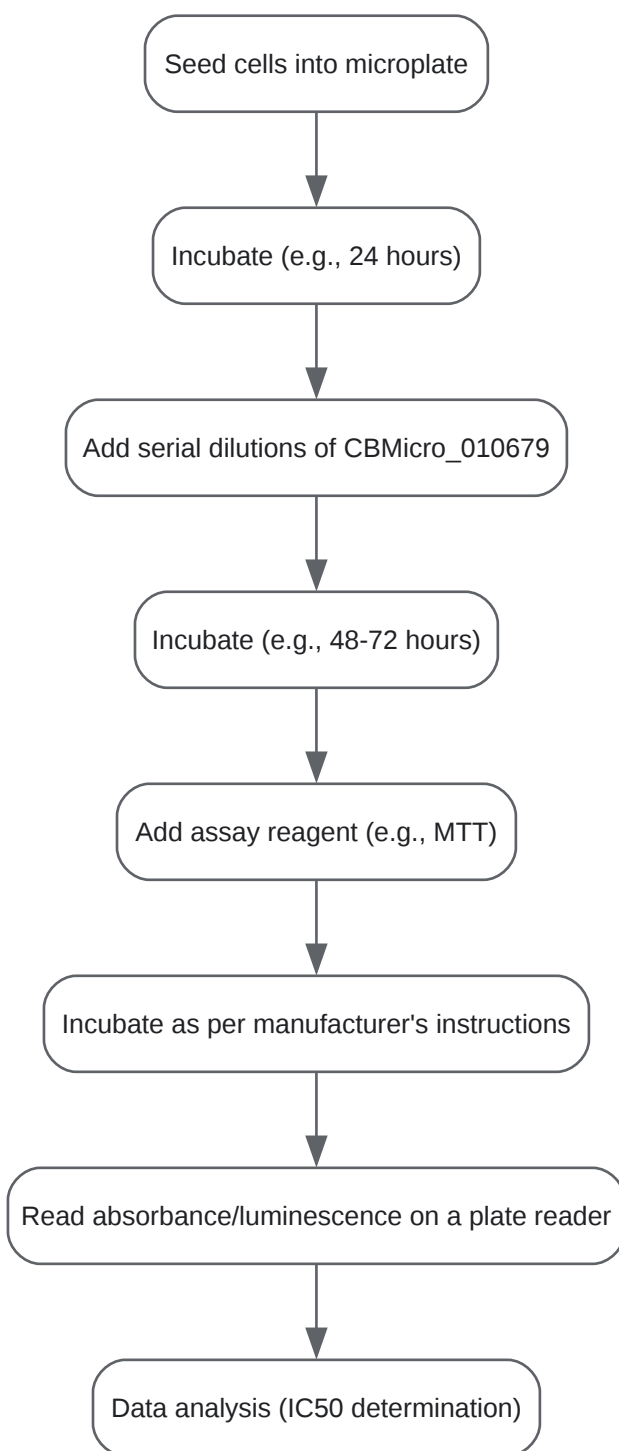 Seed cells into microplate
Incubate (e.g., 24 hours)
Add serial dilutions of CBMicro_010679
Incubate (e.g., 48-72 hours)
Add assay reagent (e.g., MTT)
Incubate as per manufacturer's instructions
Read absorbance/luminescence on a plate reader
Data analysis (IC50 determination)